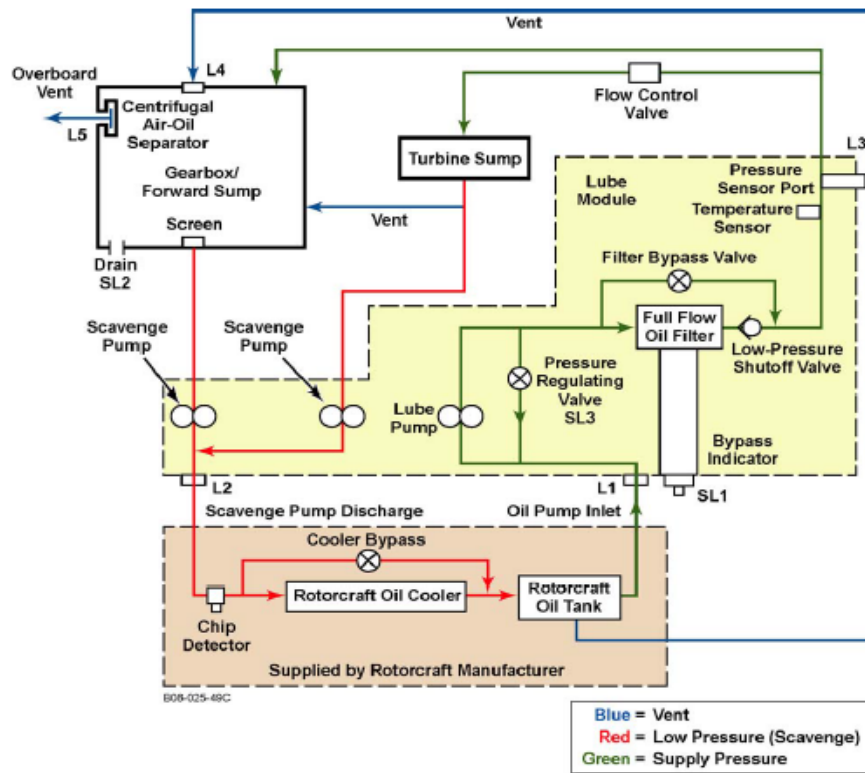 Vent
Overboard
Vent
L5
L4
Centrifugal
Air-Oil
Separator
Gearbox/
Forward Sump
Screen
Drain
SL2
Turbine Sump
Vent
Flow Control
Valve
L3
Lube
Module
Pressure
Sensor Port
Temperature
Sensor
Filter Bypass Valve
Full Flow
Oil Filter
Low-Pressure
Shutoff Valve
Scavenge
Pump
Scavenge
Pump
Lube
Pump
Pressure
Regulating
Valve
SL3
Bypass
Indicator
SL1
L2
L1
Scavenge Pump Discharge
Oil Pump Inlet
Cooler Bypass
Rotorcraft Oil Cooler
Rotorcraft
Oil Tank
Chip
Detector
Supplied by Rotorcraft Manufacturer
B06-025-49C
Blue = Vent
Red = Low Pressure (Scavenge)
Green = Supply Pressure